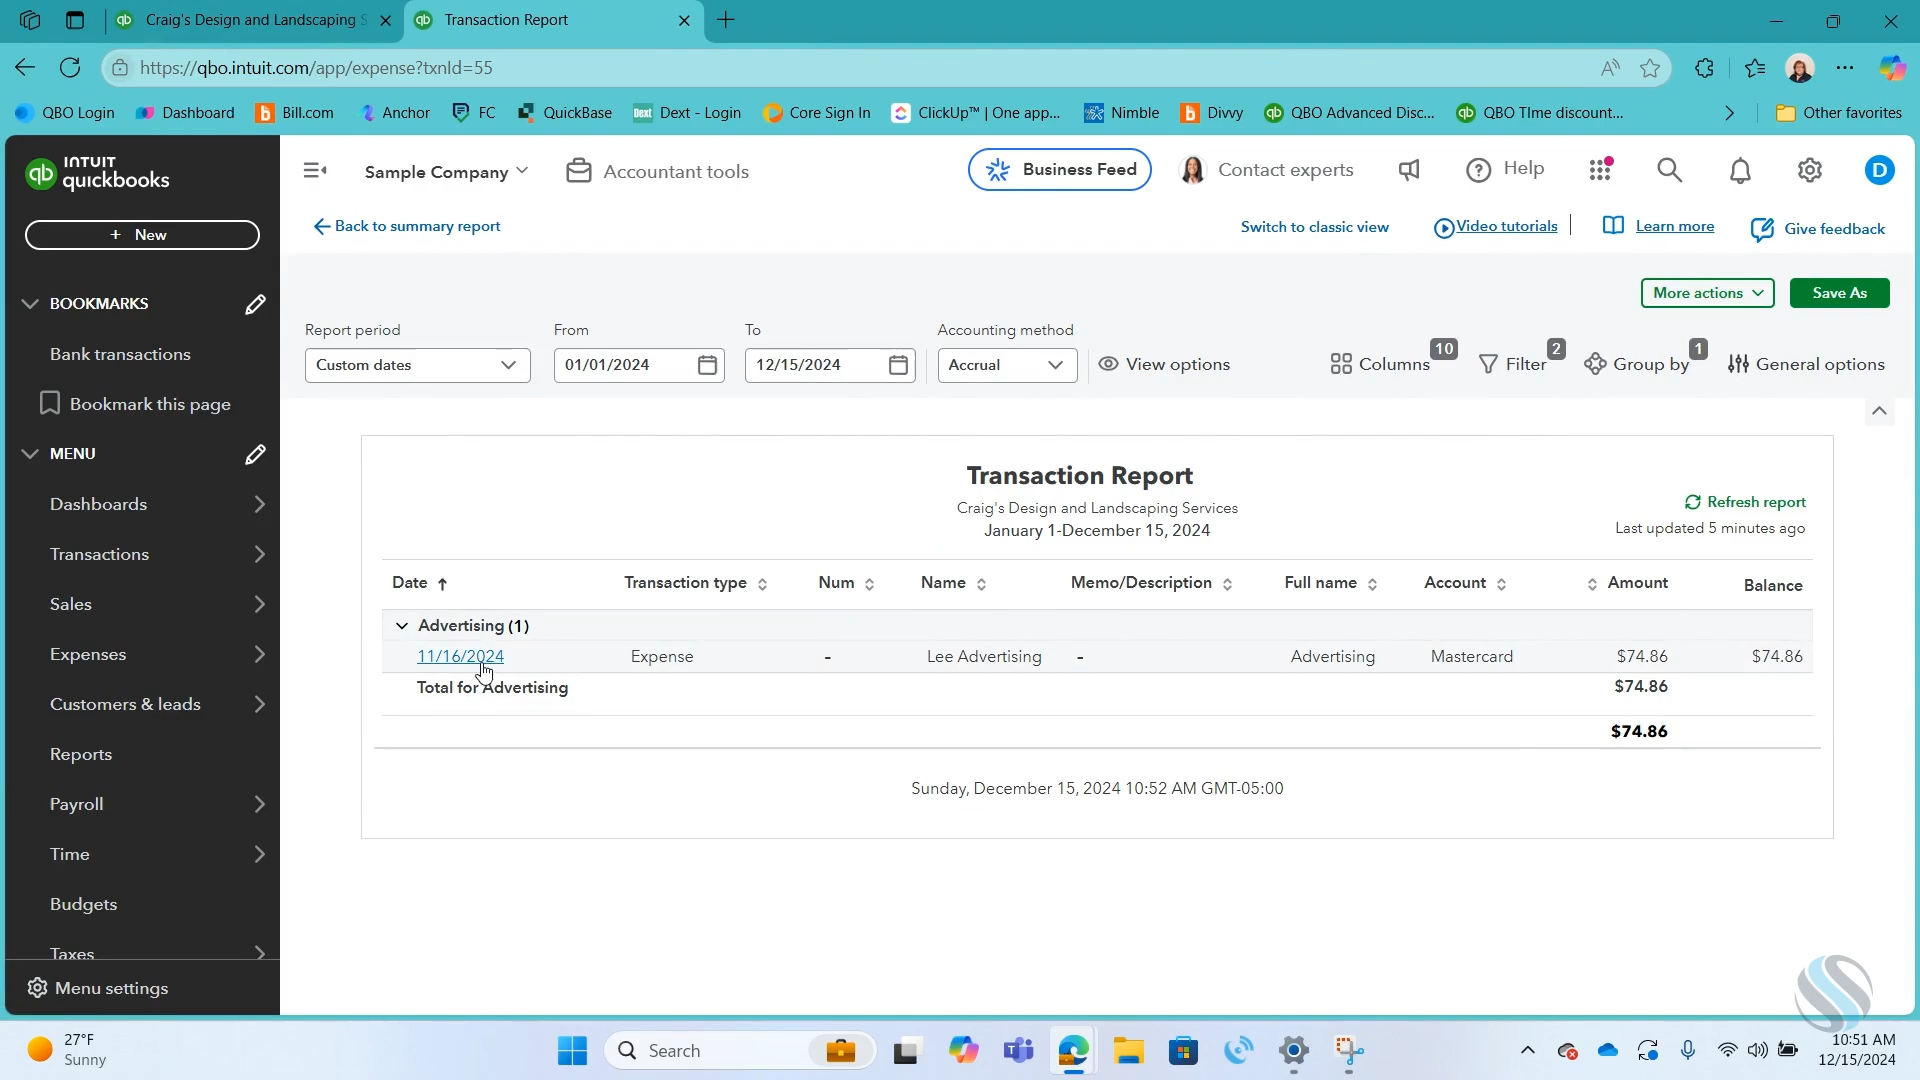 Craig's Design and Landscaping S
Transaction Report
https://qbo.intuit.com/app/expense?txnId=55
QBO Login
Dashboard
Bill.com
Anchor
FC
QuickBase
Dext - Login
Core Sign In
ClickUp™ | One app...
Nimble
Divvy
QBO Advanced Disc...
QBO TIme discount...
Other favorites
INTUIT
quickbooks
Sample Company
Accountant tools
Business Feed
Contact experts
Help
D
+ New
Back to summary report
Switch to classic view
Video tutorials
Learn more
Give feedback
BOOKMARKS
Bank transactions
Bookmark this page
MENU
Dashboards
Transactions
Sales
Expenses
Customers & leads
Reports
Payroll
Time
Budgets
Taxes
Menu settings
More actions
Save As
Report period
From
To
Accounting method
Custom dates
01/01/2024
12/15/2024
Accrual
View options
Columns 10
Filter 2
Group by 1
General options
Transaction Report
Craig's Design and Landscaping Services
January 1-December 15, 2024
Refresh report
Last updated 5 minutes ago
Date Transaction type Num Name Memo/Description Full name Account Amount Balance
Advertising (1)
11/16/2024 Expense - Lee Advertising - Advertising Mastercard $74.86 $74.86
Total for Advertising $74.86
$74.86
Sunday, December 15, 2024 10:52 AM GMT-05:00
27°F
Sunny
Search
10:51 AM
12/15/2024